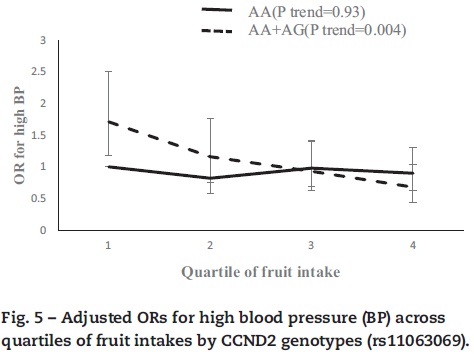 AA(P trend=0.93)
AA+AG(P trend=0.004)
3
2.5
2
1.5
1
0.5
0
OR for high BP
1 2 3 4
Quartile of fruit intake
Fig. 5 – Adjusted ORs for high blood pressure (BP) across
quartiles of fruit intakes by CCND2 genotypes (rs11063069).